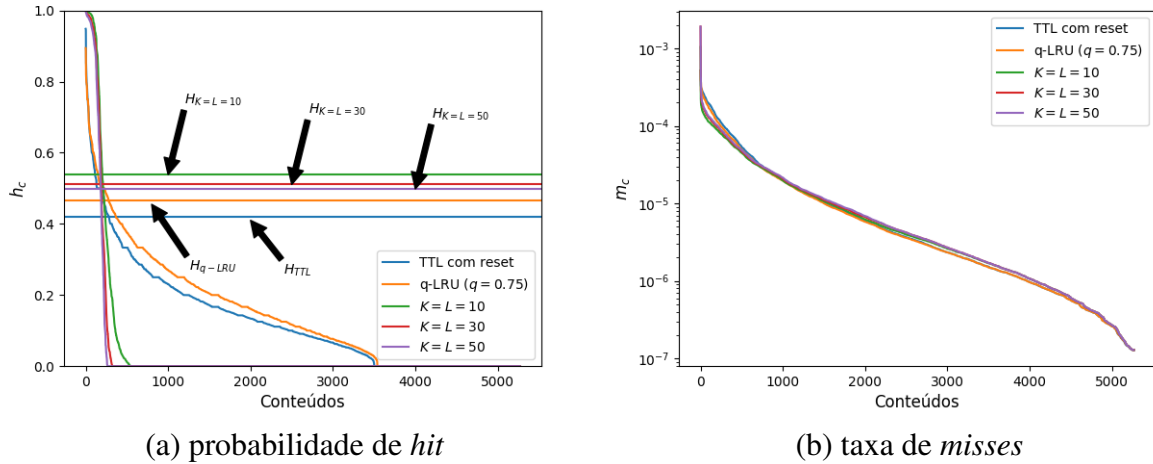 1.0
0.8
0.6
0.4
0.2
0.0
h_c
H_{K=L=10}
H_{K=L=30}
H_{K=L=50}
H_{q-LRU}
H_{TTL}
TTL com reset
q-LRU (q = 0.75)
K = L = 10
K = L = 30
K = L = 50
0 1000 2000 3000 4000 5000
Conteúdos
(a) probabilidade de hit
10^{-3}
10^{-4}
10^{-5}
10^{-6}
10^{-7}
m_c
TTL com reset
q-LRU (q = 0.75)
K = L = 10
K = L = 30
K = L = 50
0 1000 2000 3000 4000 5000
Conteúdos
(b) taxa de misses